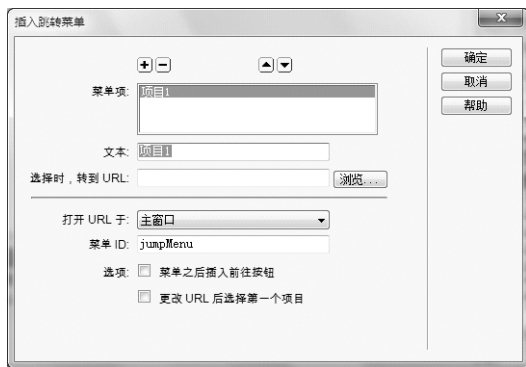 插入跳转菜单
确定
取消
帮助
菜单项:
项目1
文本:
项目1
选择时，转到 URL:
浏览...
打开 URL 于:
主窗口
菜单 ID:
jumpMenu
选项:
菜单之后插入前往按钮
更改 URL 后选择第一个项目